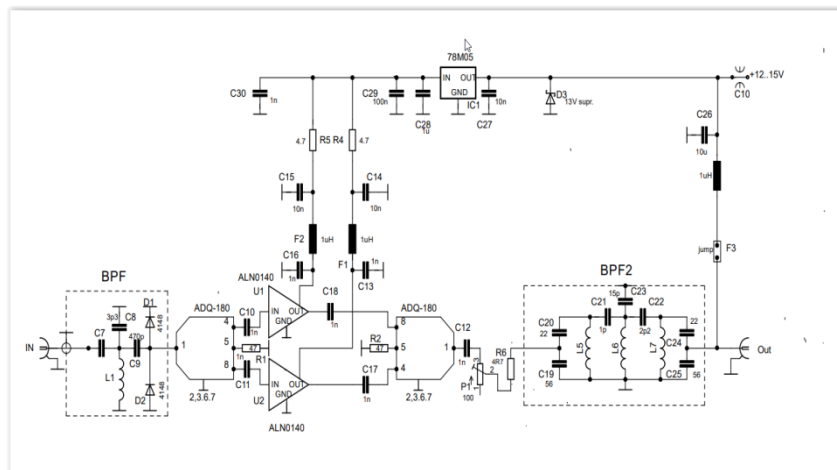 78M05
IN OUT
GND
IC1
+12..15V
C10
C30
1n
C29
100n
C28
1u
C27
10n
D3
13V supr.
C26
10u
4.7
R5
R4
4.7
C15
10n
C14
10n
1uH
F2
1uH
1uH
F1
C16
1n
1n
C13
jump
F3
BPF
ALN0140
BPF2
ADQ-180
U1
C18
1n
ADQ-180
IN
OUT
GND
C8
3p3
D1
4148
C7
470p
C9
L1
D2
4148
IN
1
4
5
8
2,3.6.7
C10
1n
47
R1
1n
C11
IN
OUT
GND
U2
ALN0140
R2
47
C17
1n
8
5
4
1
2,3.6.7
C12
1n
P1
100
3
2
1
R6
4R7
C23
15p
C21
1p
C22
2p2
C20
22
C19
56
L5
L6
L7
22
C24
C25
56
Out